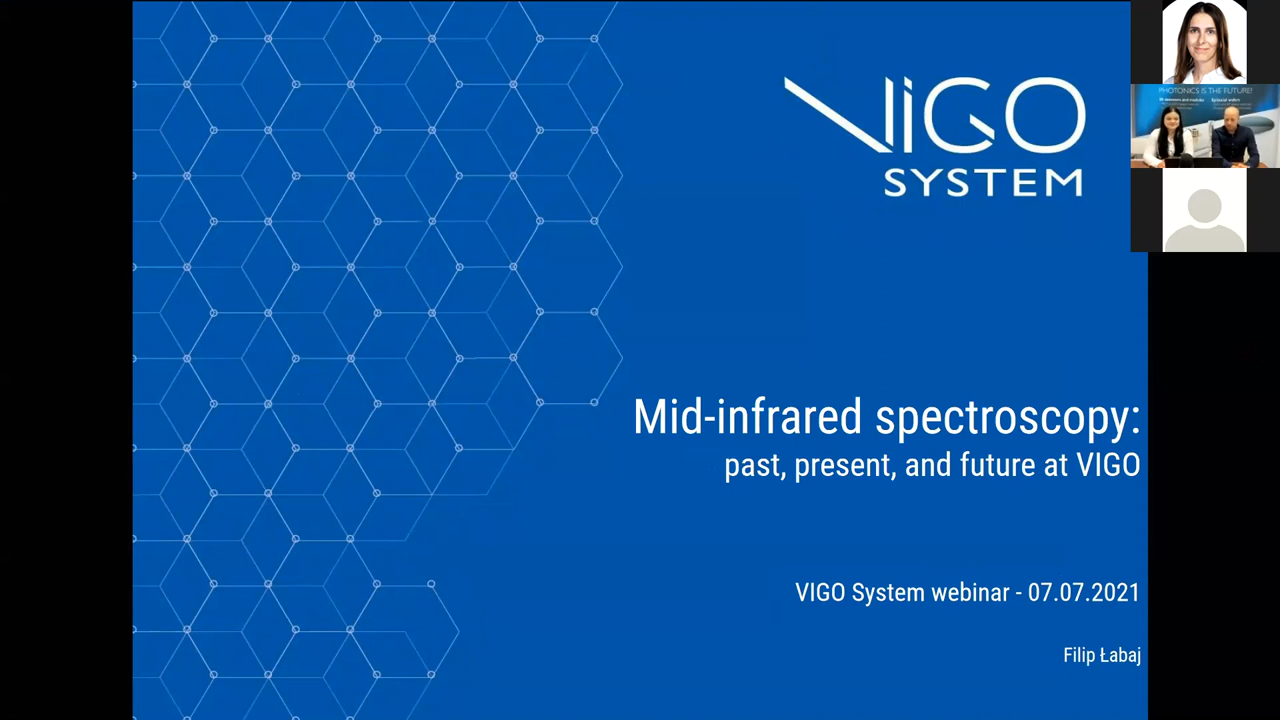 VIGO
SYSTEM
PHOTONICS IS THE FUTURE!
Mid-infrared spectroscopy:
past, present, and future at VIGO
VIGO System webinar - 07.07.2021
Filip Łabaj